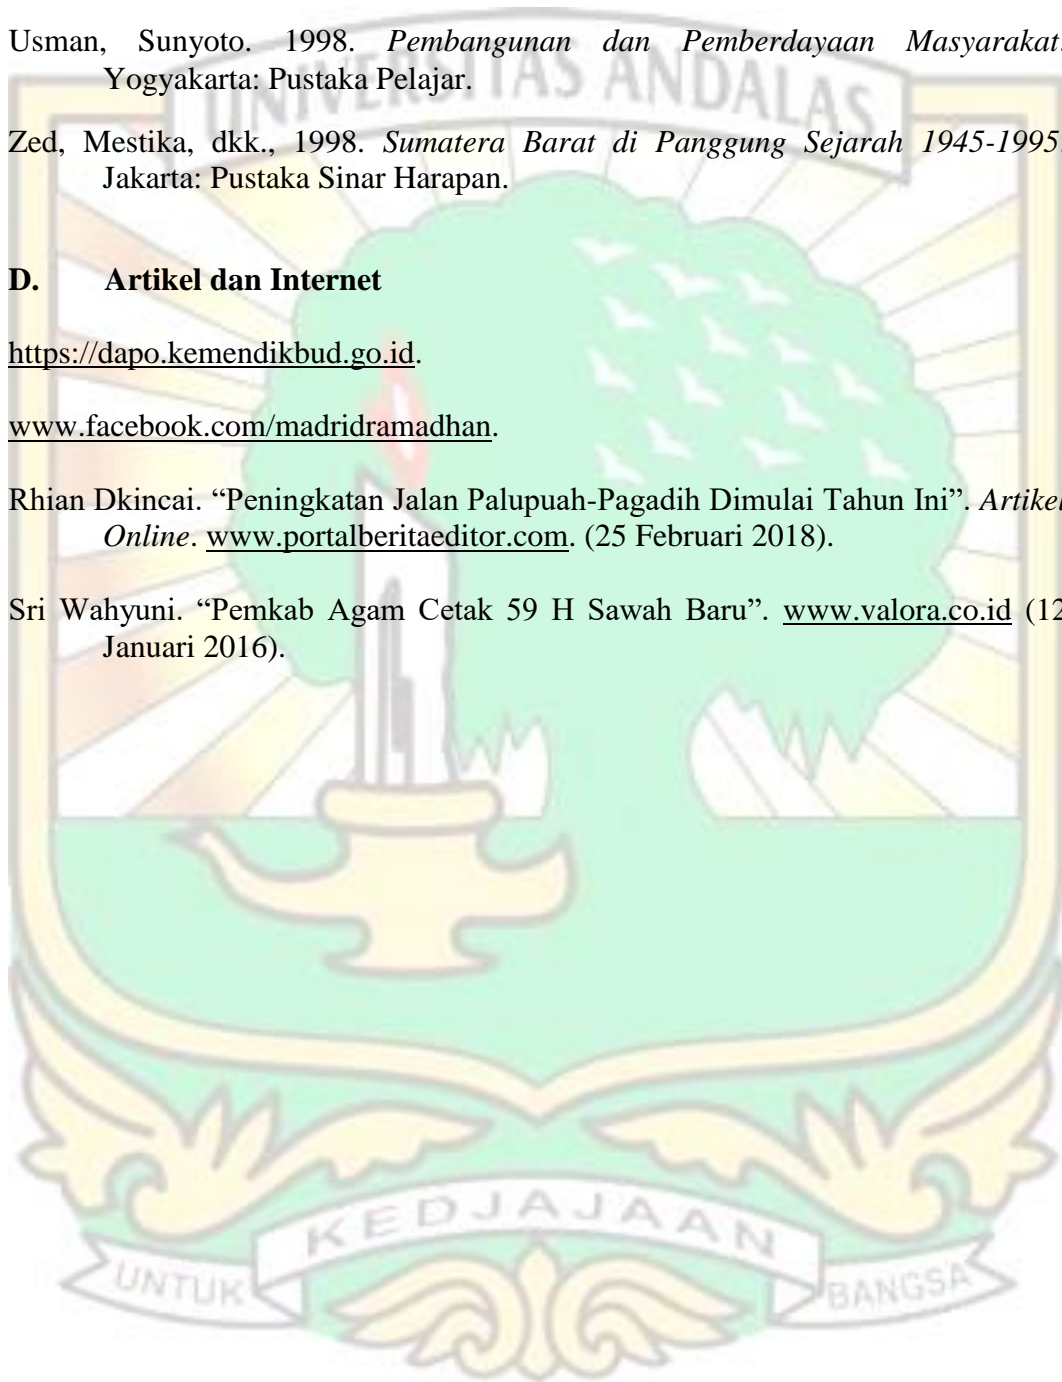 Usman, Sunyoto. 1998. Pembangunan dan Pemberdayaan Masyarakat.
Yogyakarta: Pustaka Pelajar.
UNIVERSITAS ANDALAS
Zed, Mestika, dkk., 1998. Sumatera Barat di Panggung Sejarah 1945-1995.
Jakarta: Pustaka Sinar Harapan.
D. Artikel dan Internet
https://dapo.kemendikbud.go.id.
www.facebook.com/madridramadhan.
Rhian Dkincai. “Peningkatan Jalan Palupuah-Pagadih Dimulai Tahun Ini”. Artikel
Online. www.portalberitaeditor.com. (25 Februari 2018).
Sri Wahyuni. “Pemkab Agam Cetak 59 H Sawah Baru”. www.valora.co.id (12
Januari 2016).
UNTUK KEDJAJAAN BANGSA